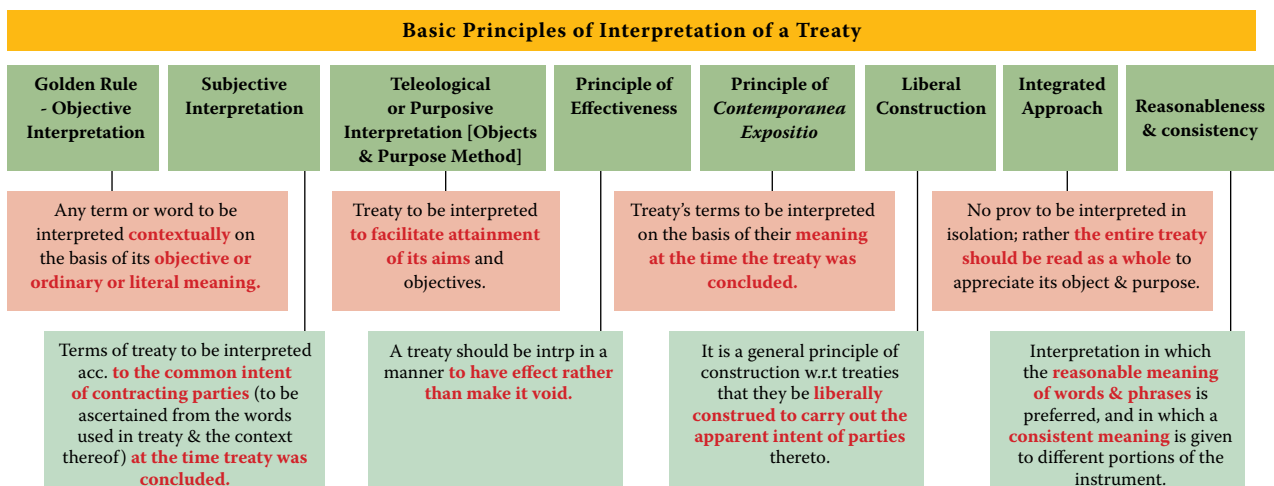 Basic Principles of Interpretation of a Treaty
Golden Rule
- Objective
Interpretation
Subjective
Interpretation
Teleological
or Purposive
Interpretation [Objects
& Purpose Method]
Principle of
Effectiveness
Principle of
Contemporanea
Expositio
Liberal
Construction
Integrated
Approach
Reasonableness
& consistency
Any term or word to be
interpreted contextually on
the basis of its objective or
ordinary or literal meaning.
Treaty to be interpreted
to facilitate attainment
of its aims and
objectives.
Treaty's terms to be interpreted
on the basis of their meaning
at the time the treaty was
concluded.
No prov to be interpreted in
isolation; rather the entire treaty
should be read as a whole to
appreciate its object & purpose.
Terms of treaty to be interpreted
acc. to the common intent
of contracting parties (to be
ascertained from the words
used in treaty & the context
thereof) at the time treaty was
concluded.
A treaty should be intrp in a
manner to have effect rather
than make it void.
It is a general principle of
construction w.r.t treaties
that they be liberally
construed to carry out the
apparent intent of parties
thereto.
Interpretation in which
the reasonable meaning
of words & phrases is
preferred, and in which a
consistent meaning is given
to different portions of the
instrument.